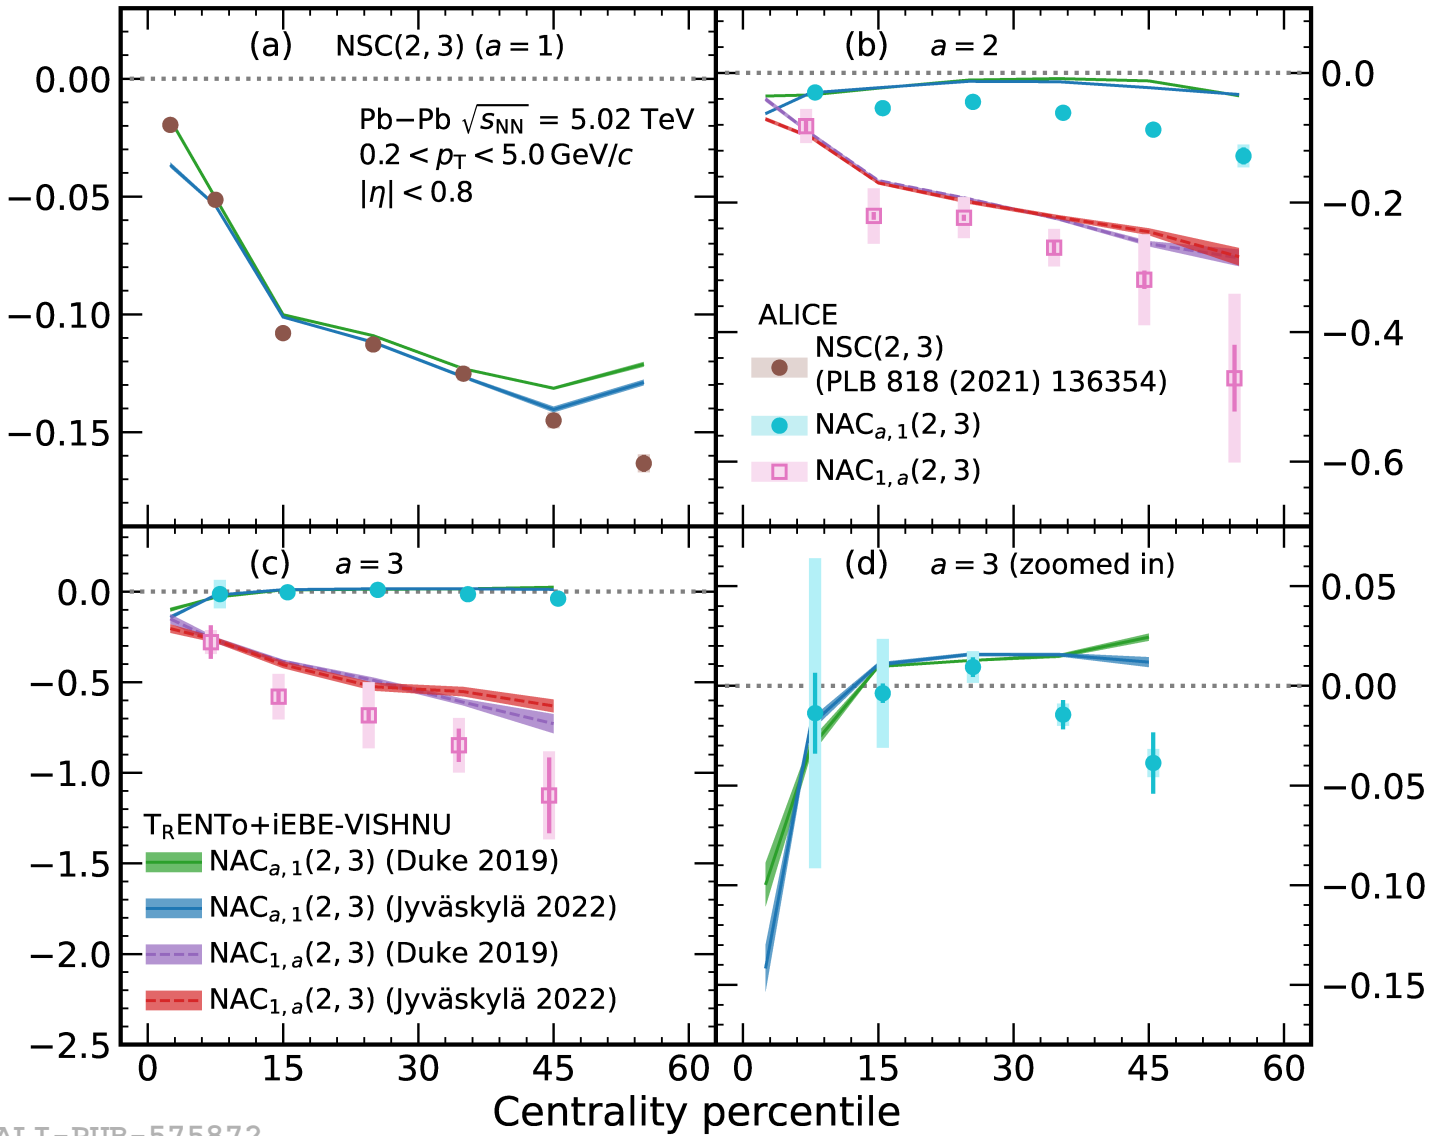 (a) NSC(2, 3) (a = 1)
Pb−Pb √sNN = 5.02 TeV
0.2 < pT < 5.0 GeV/c
|η| < 0.8
0.00
−0.05
−0.10
−0.15
(b) a = 2
0.0
−0.2
−0.4
−0.6
ALICE
NSC(2, 3)
(PLB 818 (2021) 136354)
NACa, 1(2, 3)
NAC1, a(2, 3)
(c) a = 3
0.0
−0.5
−1.0
−1.5
−2.0
−2.5
TRENTo+iEBE-VISHNU
NACa, 1(2, 3) (Duke 2019)
NACa, 1(2, 3) (Jyväskylä 2022)
NAC1, a(2, 3) (Duke 2019)
NAC1, a(2, 3) (Jyväskylä 2022)
(d) a = 3 (zoomed in)
0.05
0.00
−0.05
−0.10
−0.15
0 15 30 45 60 0 15 30 45 60
Centrality percentile
ALI-PUB-575872